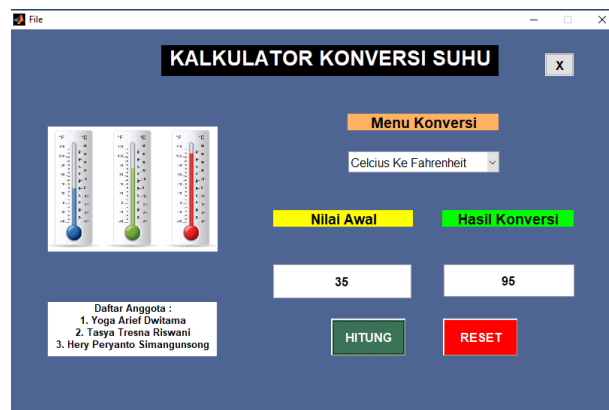 File
KALKULATOR KONVERSI SUHU
X
Menu Konversi
Celcius Ke Fahrenheit
°F °C
°F °C
°F °C
Nilai Awal
Hasil Konversi
35
95
Daftar Anggota :
1. Yoga Arief Dwitama
2. Tasya Tresna Riswani
3. Hery Peryanto Simangunsong
HITUNG
RESET